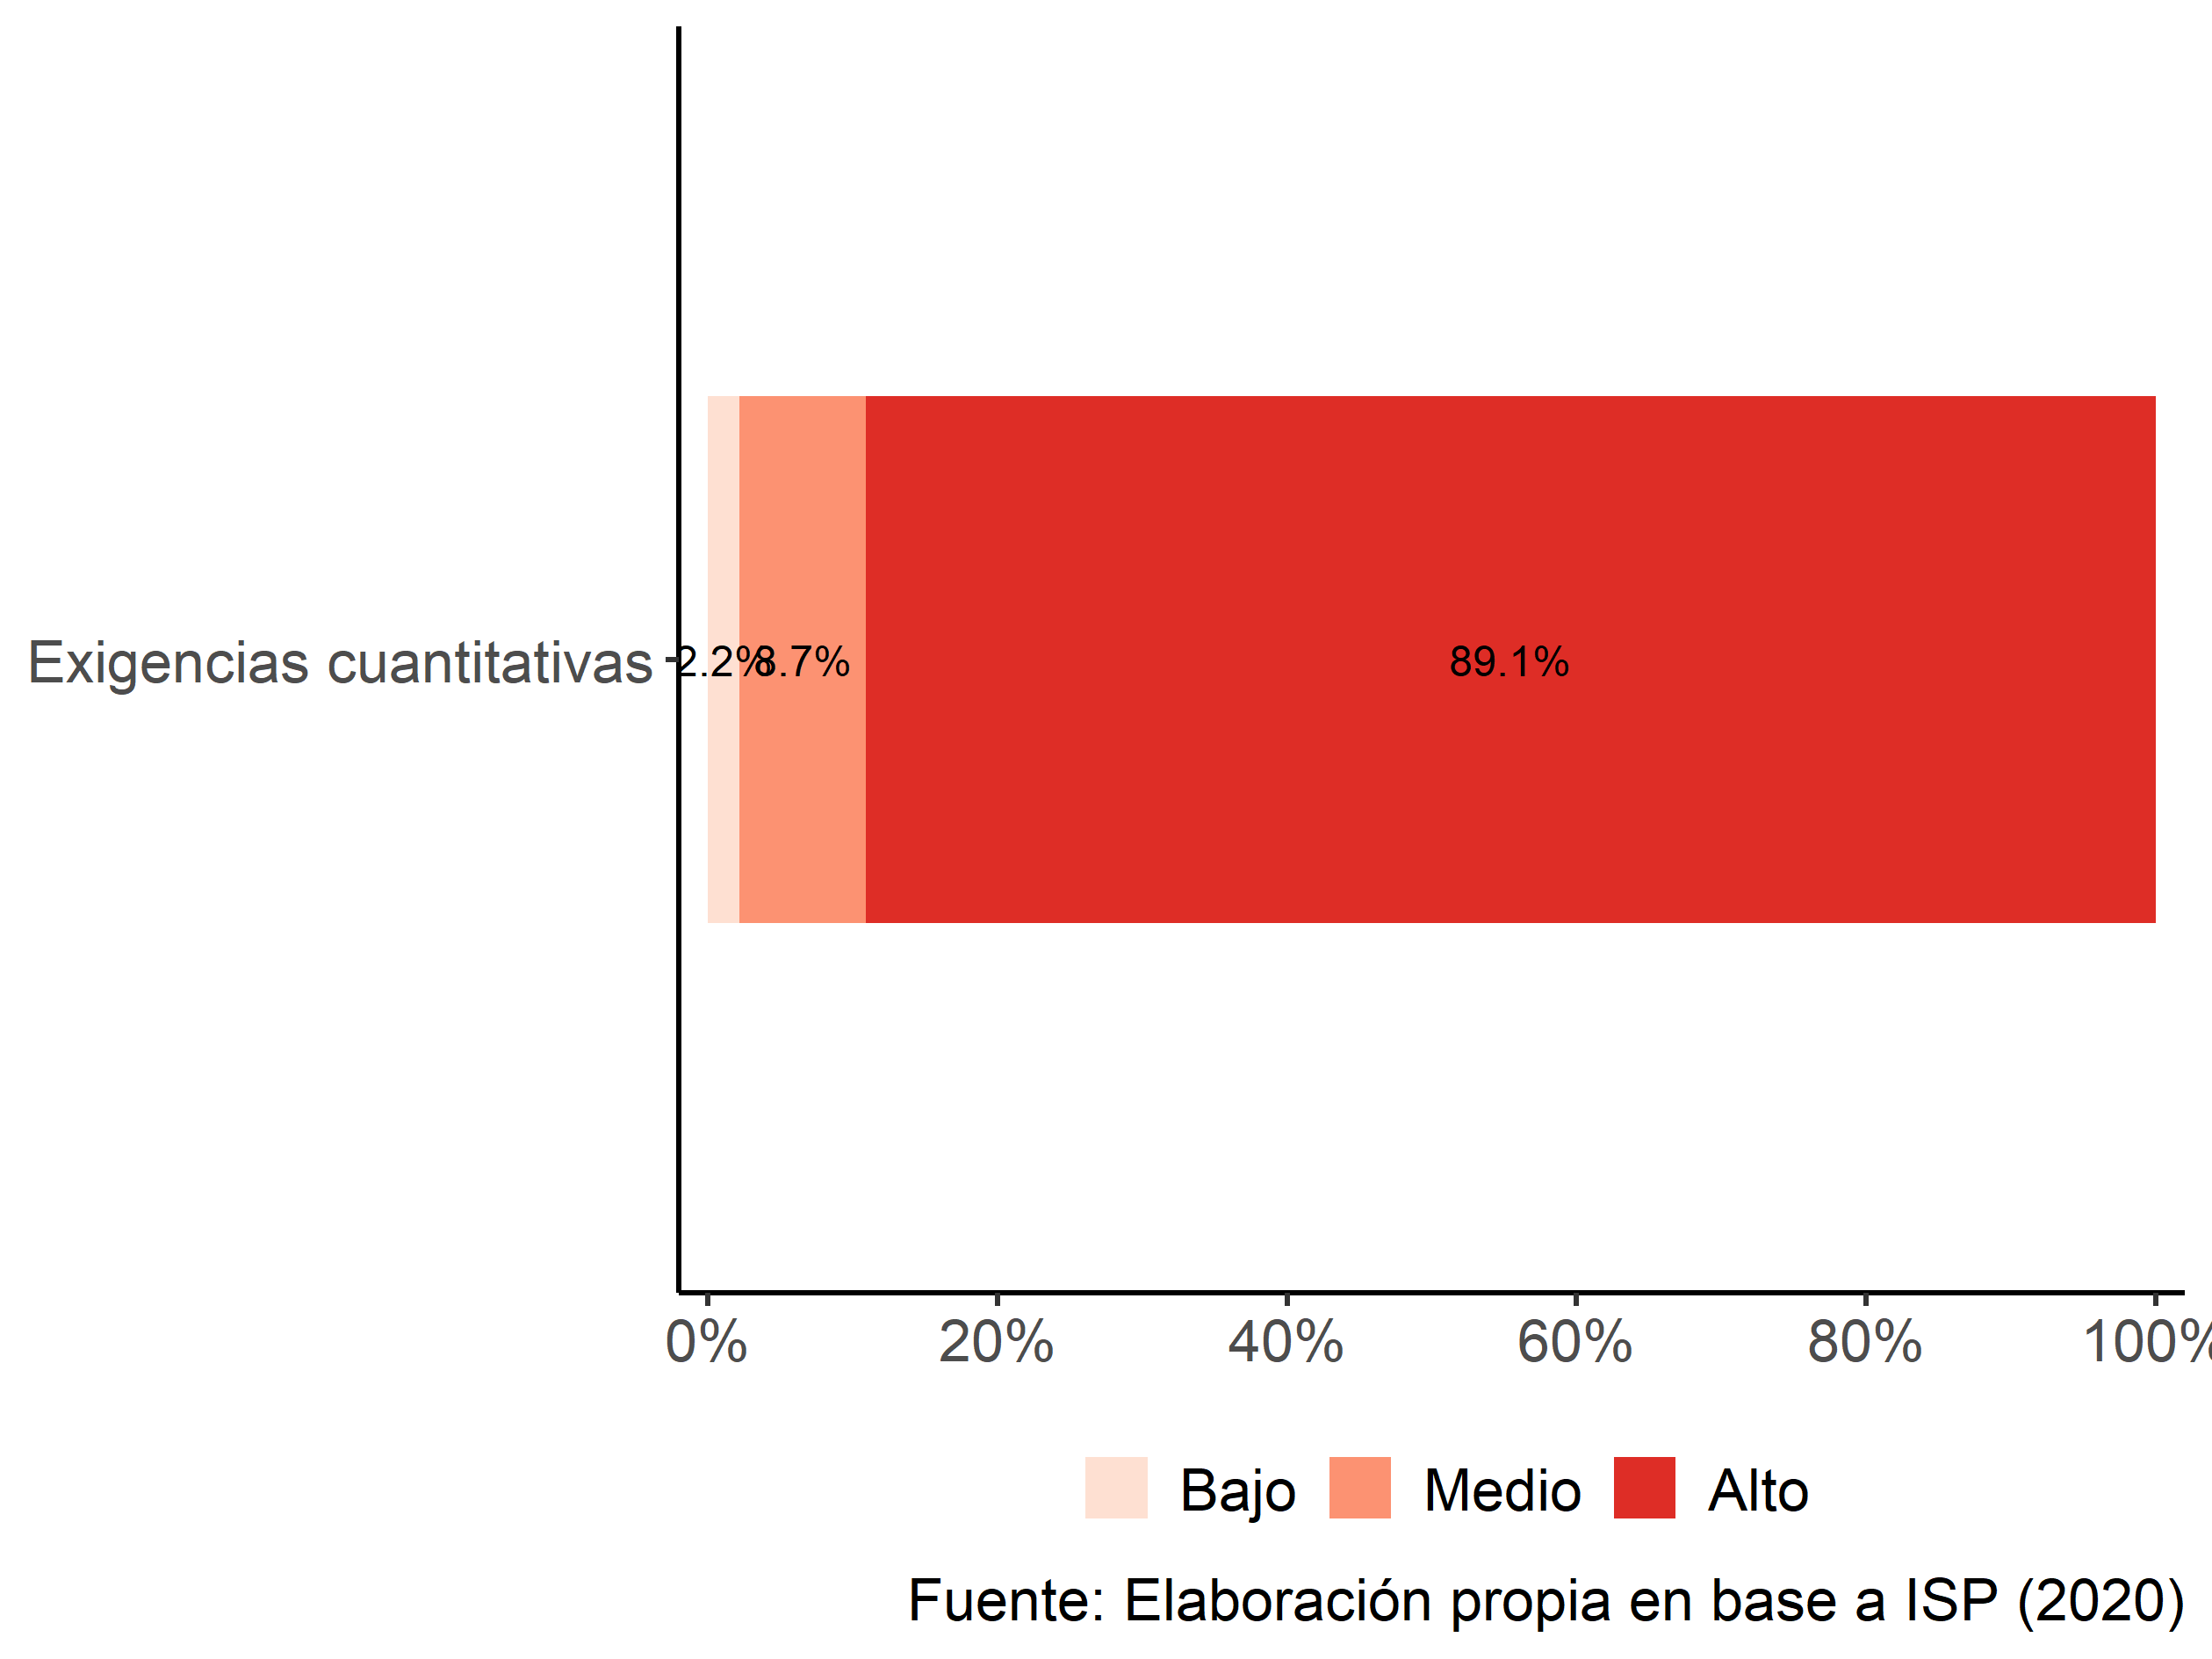 Exigencias cuantitativas 2.2% 8.7% 89.1%
0% 20% 40% 60% 80% 100%
Bajo Medio Alto
Fuente: Elaboración propia en base a ISP (2020)